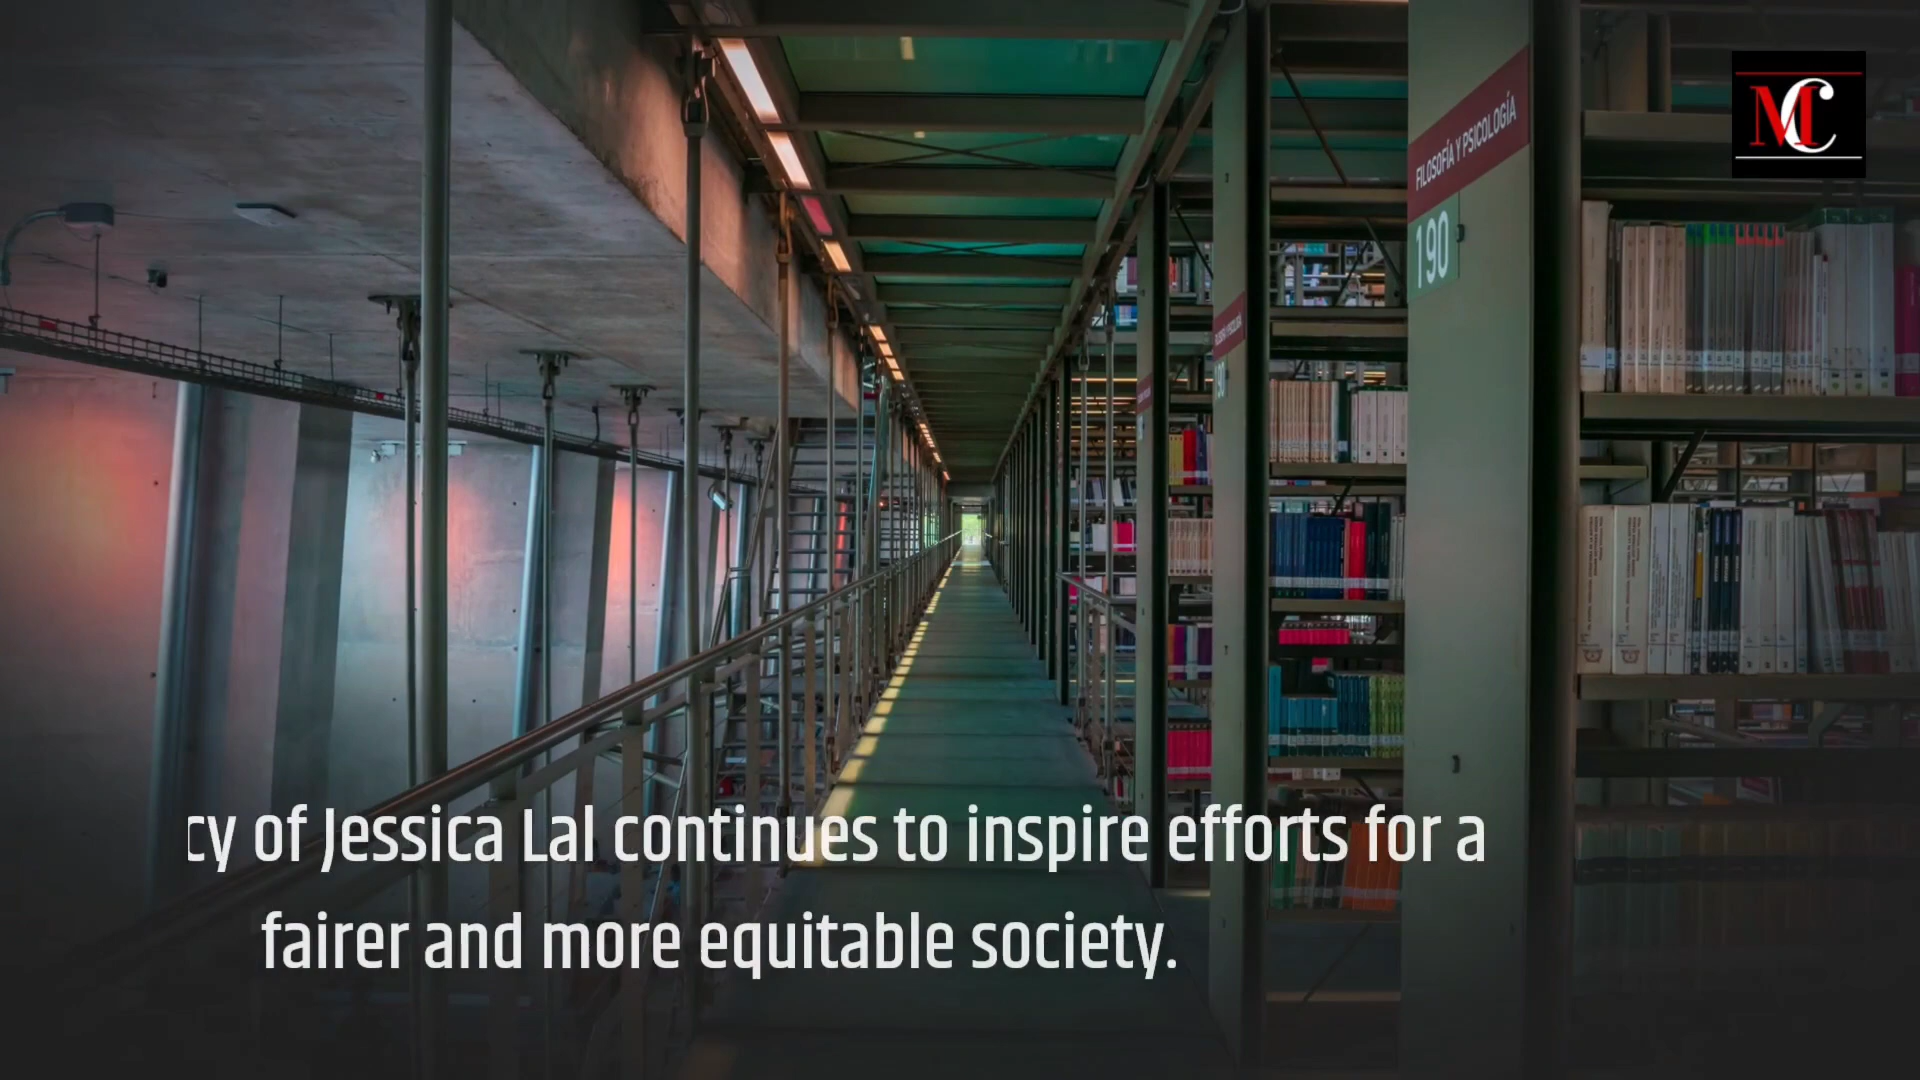 MC
FILOSOFÍA Y PSICOLOGÍA
190
cy of Jessica Lal continues to inspire efforts for a
fairer and more equitable society.